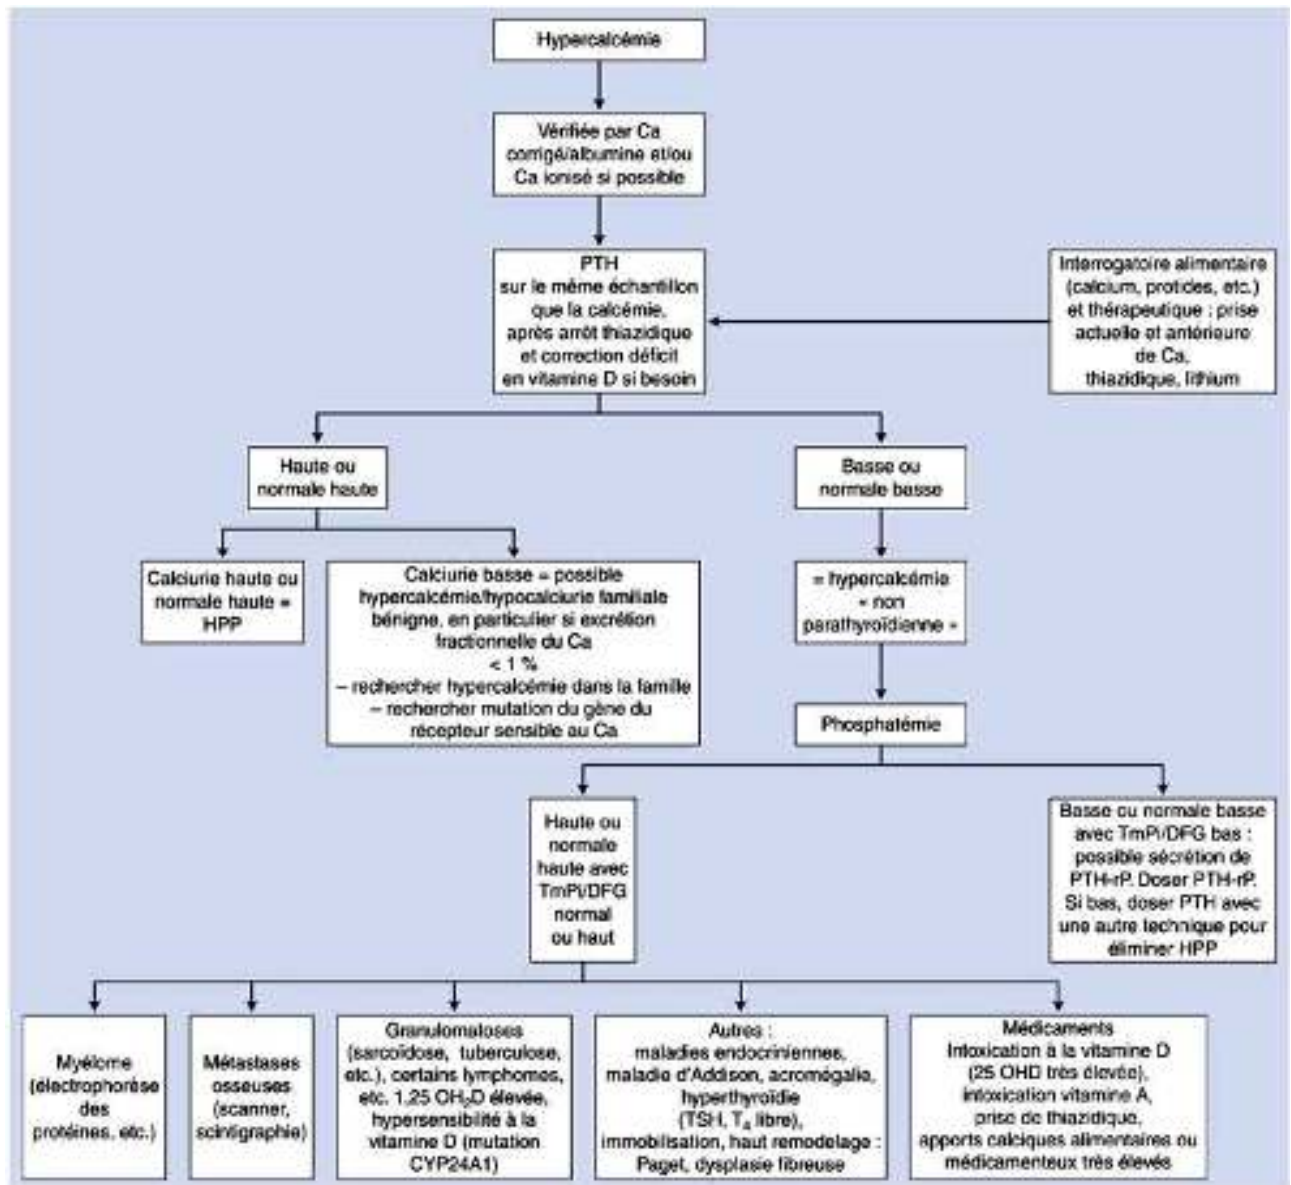 Hypercalcémie
Vérifiée par Ca
corrigé/albumine et/ou
Ca ionisé si possible
PTH
sur le même échantillon
que la calcémie,
après arrêt thiazidique
et correction déficit
en vitamine D si besoin
Interrogatoire alimentaire
(calcium, protides, etc.)
et thérapeutique : prise
actuelle et antérieure
de Ca,
thiazidique, lithium
Haute ou
normale haute
Basse ou
normale basse
Calciurie haute ou
normale haute =
HPP
Calciurie basse = possible
hypercalcémie/hypocalciurie familiale
bénigne, en particulier si excrétion
fractionnelle du Ca
< 1 %
– rechercher hypercalcémie dans la famille
– rechercher mutation du gène du
récepteur sensible au Ca
= hypercalcémie
« non
parathyroïdienne »
Phosphatémie
Haute ou
normale
haute avec
TmPi/DFG
normal
ou haut
Basse ou normale basse
avec TmPi/DFG bas :
possible sécrétion de
PTH-rP. Doser PTH-rP.
Si bas, doser PTH avec
une autre technique pour
éliminer HPP
Myélome
(électrophorèse
des
protéines, etc.)
Métastases
osseuses
(scanner,
scintigraphie)
Granulomatoses
(sarcoïdose, tuberculose,
etc.), certains lymphomes,
etc. 1,25 OH₂D élevée,
hypersensibilité à la
vitamine D (mutation
CYP24A1)
Autres :
maladies endocriniennes,
maladie d'Addison, acromégalie,
hyperthyroïdie
(TSH, T₄ libre),
immobilisation, haut remodelage :
Paget, dysplasie fibreuse
Médicaments
Intoxication à la vitamine D
(25 OHD très élevée),
intoxication vitamine A,
prise de thiazidique,
apports calciques alimentaires ou
médicamenteux très élevés